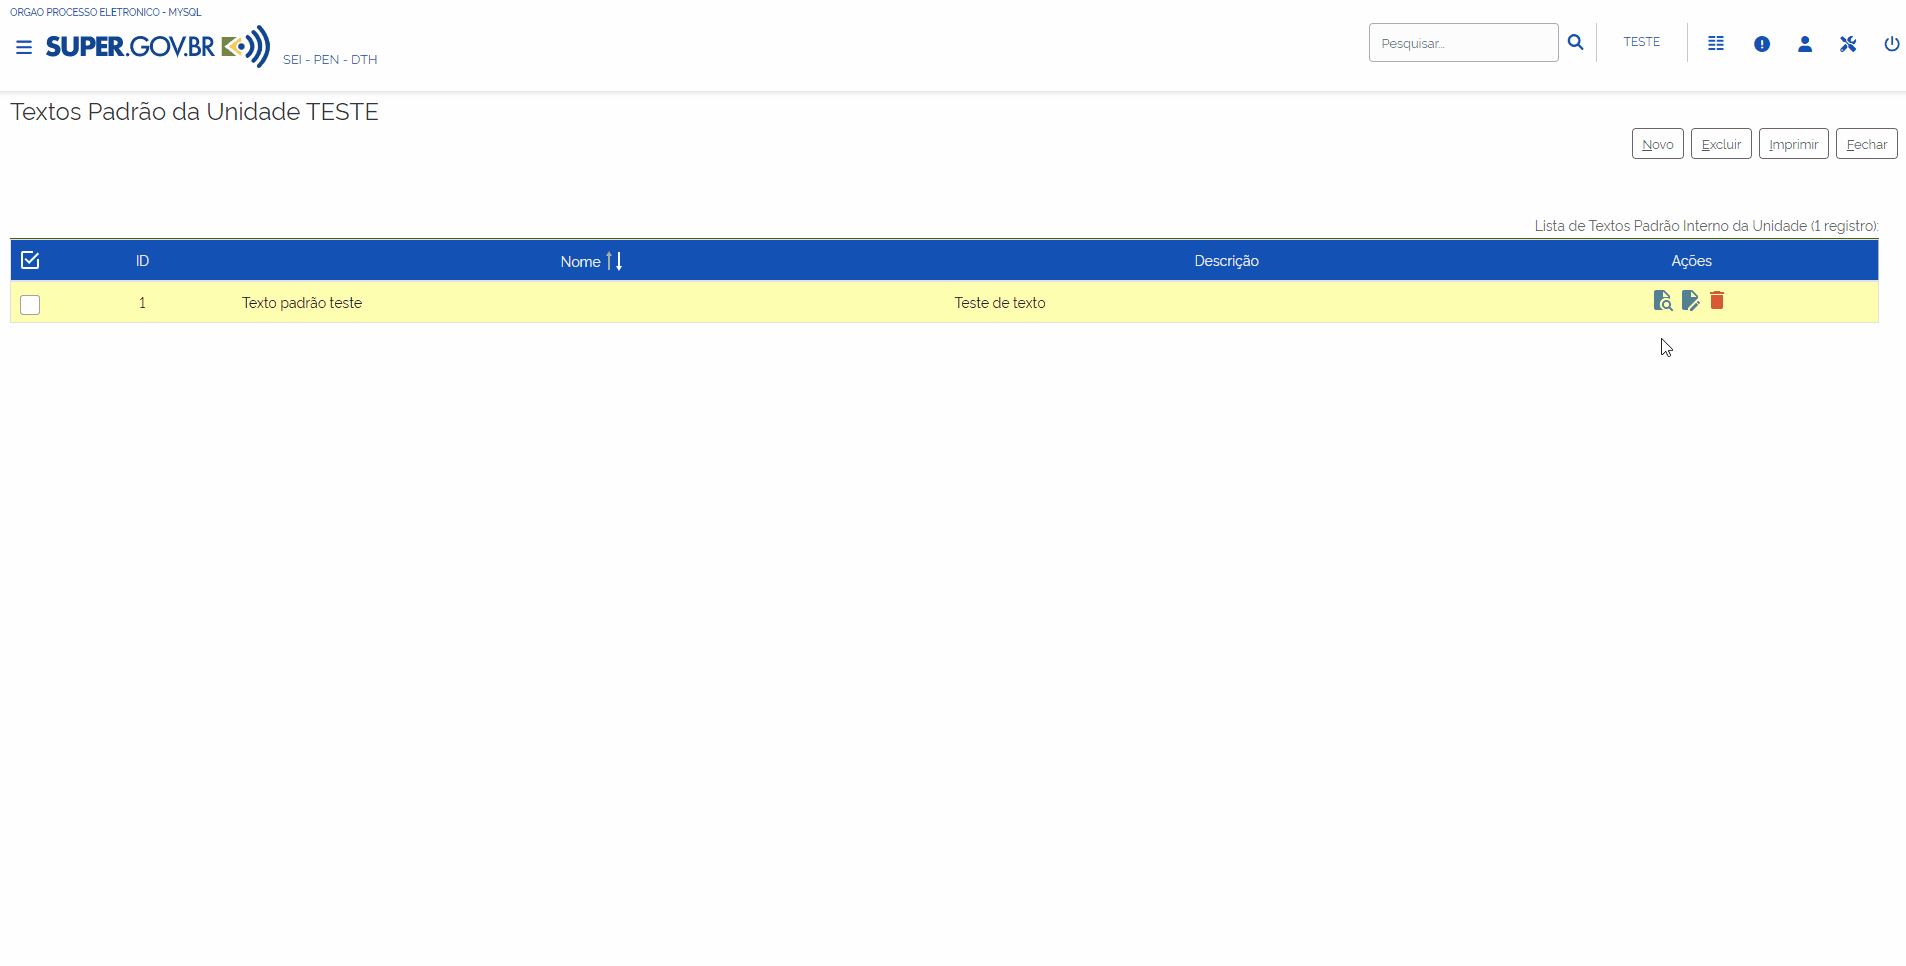 ORGAO PROCESSO ELETRONICO - MYSQL
SUPER.GOV.BR
SEI - PEN - DTH
Pesquisar...
TESTE
Textos Padrão da Unidade TESTE
Novo Excluir Imprimir Fechar
Lista de Textos Padrão Interno da Unidade (1 registro):
ID Nome Descrição Ações
1 Texto padrão teste Teste de texto